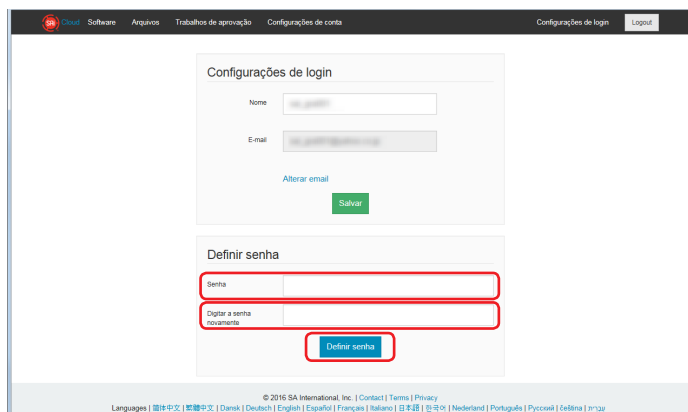 SAi Cloud Software Arquivos Trabalhos de aprovação Configurações de conta Configurações de login Logout
Configurações de login
Nome
E-mail
Alterar email
Salvar
Definir senha
Senha
Digitar a senha
novamente
Definir senha
© 2016 SA International, Inc. | Contact | Terms | Privacy
Languages | 简体中文 | 繁體中文 | Dansk | Deutsch | English | Español | Français | Italiano | 日本語 | 한국어 | Nederland | Português | Русский | čeština | עברית